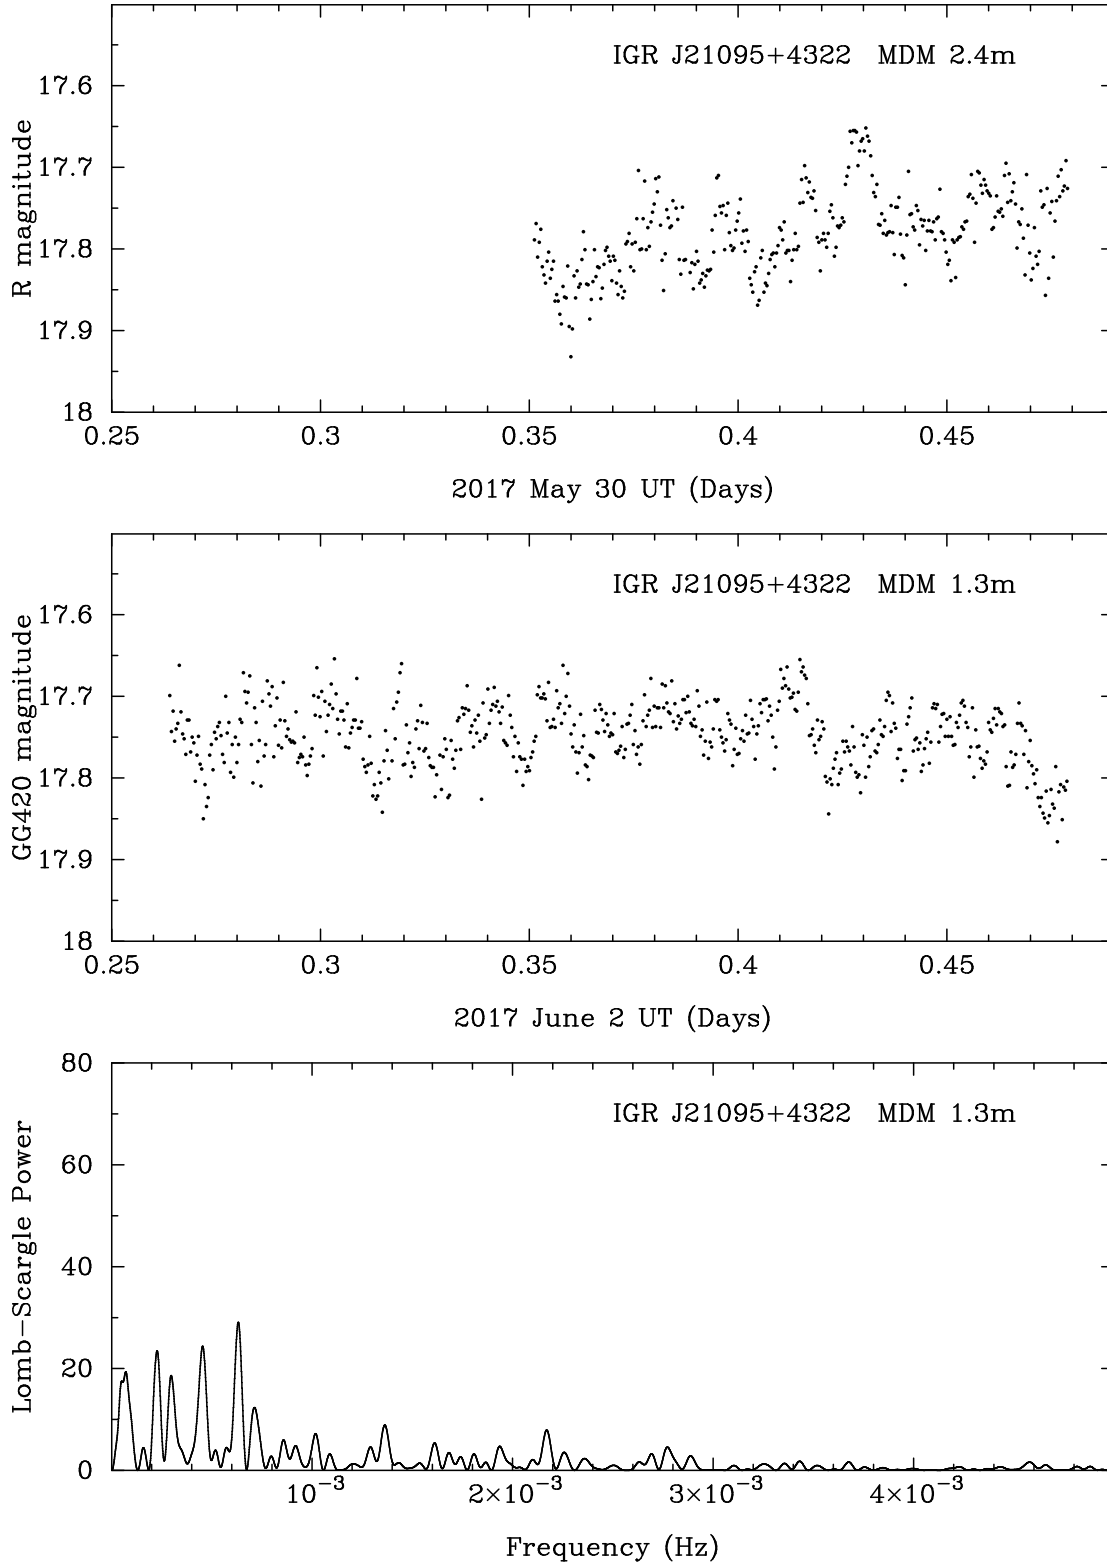 IGR J21095+4322 MDM 2.4m
R magnitude
17.6
17.7
17.8
17.9
18
0.25 0.3 0.35 0.4 0.45
2017 May 30 UT (Days)
IGR J21095+4322 MDM 1.3m
GG420 magnitude
17.6
17.7
17.8
17.9
18
0.25 0.3 0.35 0.4 0.45
2017 June 2 UT (Days)
IGR J21095+4322 MDM 1.3m
Lomb−Scargle Power
80
60
40
20
0
10⁻³ 2×10⁻³ 3×10⁻³ 4×10⁻³
Frequency (Hz)